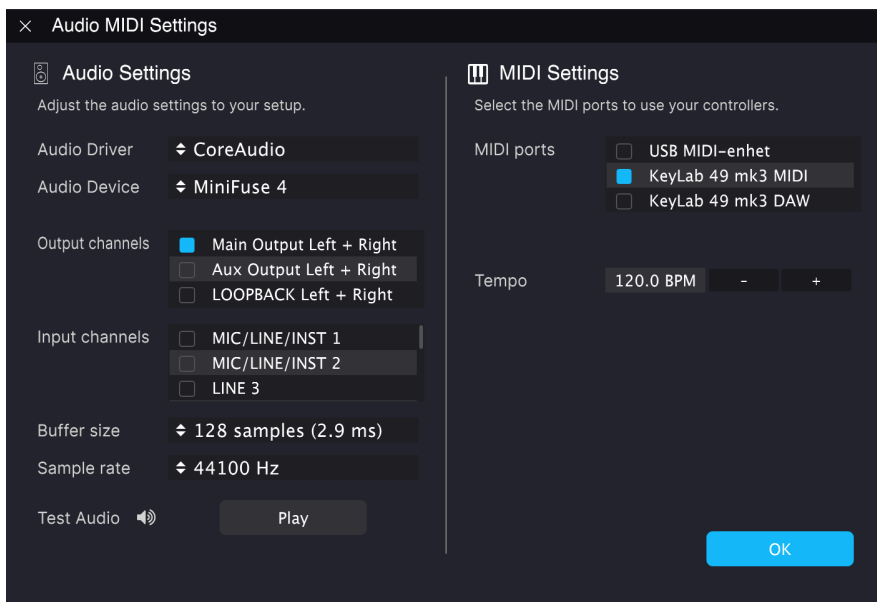 Audio MIDI Settings
Audio Settings
Adjust the audio settings to your setup.
Audio Driver CoreAudio
Audio Device MiniFuse 4
Output channels Main Output Left + Right
Aux Output Left + Right
LOOPBACK Left + Right
Input channels MIC/LINE/INST 1
MIC/LINE/INST 2
LINE 3
Buffer size 128 samples (2.9 ms)
Sample rate 44100 Hz
Test Audio Play
MIDI Settings
Select the MIDI ports to use your controllers.
MIDI ports USB MIDI-enhet
KeyLab 49 mk3 MIDI
KeyLab 49 mk3 DAW
Tempo 120.0 BPM - +
OK